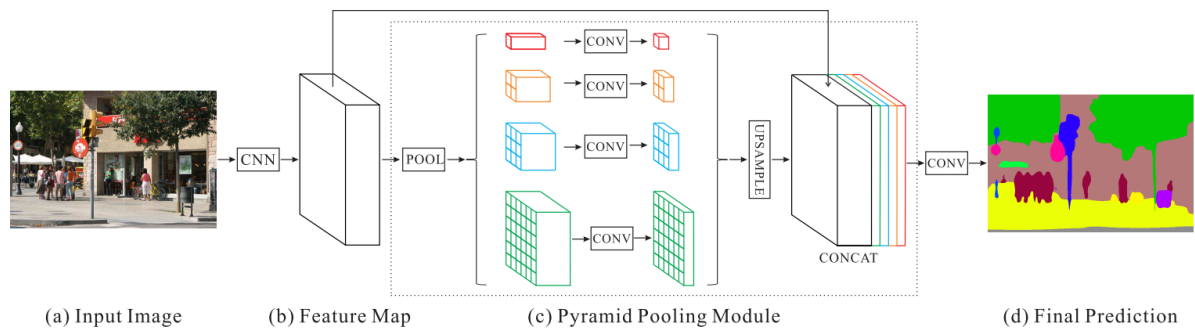 CNN
POOL
CONV
CONV
CONV
CONV
UPSAMPLE
CONCAT
CONV
(a) Input Image
(b) Feature Map
(c) Pyramid Pooling Module
(d) Final Prediction